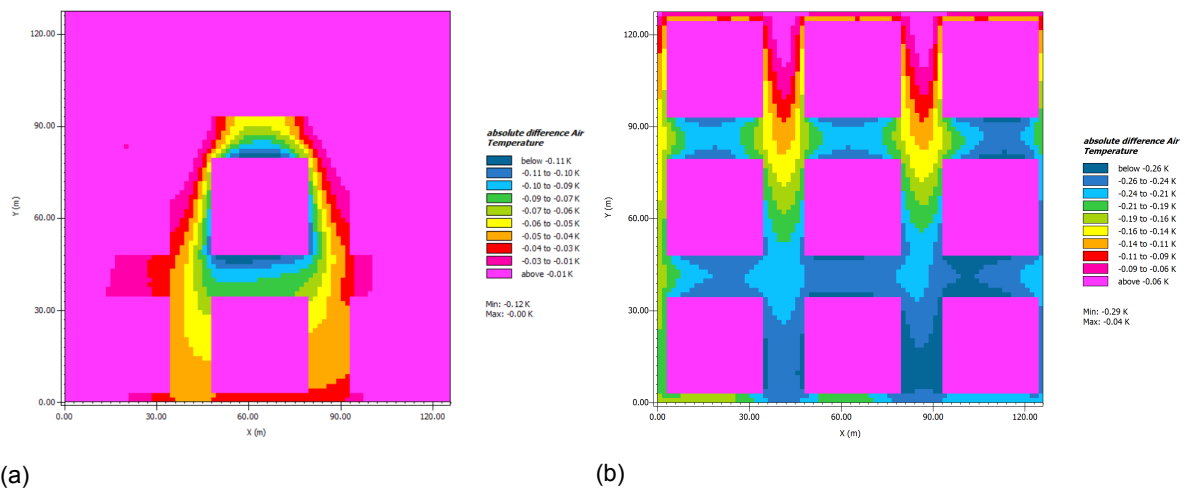 120.00
90.00
60.00
30.00
0.00
Y (m)
0.00 30.00 60.00 90.00 120.00
X (m)
absolute difference Air
Temperature
below -0.11 K
-0.11 to -0.10 K
-0.10 to -0.09 K
-0.09 to -0.07 K
-0.07 to -0.06 K
-0.06 to -0.05 K
-0.05 to -0.04 K
-0.04 to -0.03 K
-0.03 to -0.01 K
above -0.01 K
Min: -0.12 K
Max: -0.00 K
(a)
120.00
90.00
60.00
30.00
0.00
Y (m)
0.00 30.00 60.00 90.00 120.00
X (m)
absolute difference Air
Temperature
below -0.26 K
-0.26 to -0.24 K
-0.24 to -0.21 K
-0.21 to -0.19 K
-0.19 to -0.16 K
-0.16 to -0.14 K
-0.14 to -0.11 K
-0.11 to -0.09 K
-0.09 to -0.06 K
above -0.06 K
Min: -0.29 K
Max: -0.04 K
(b)